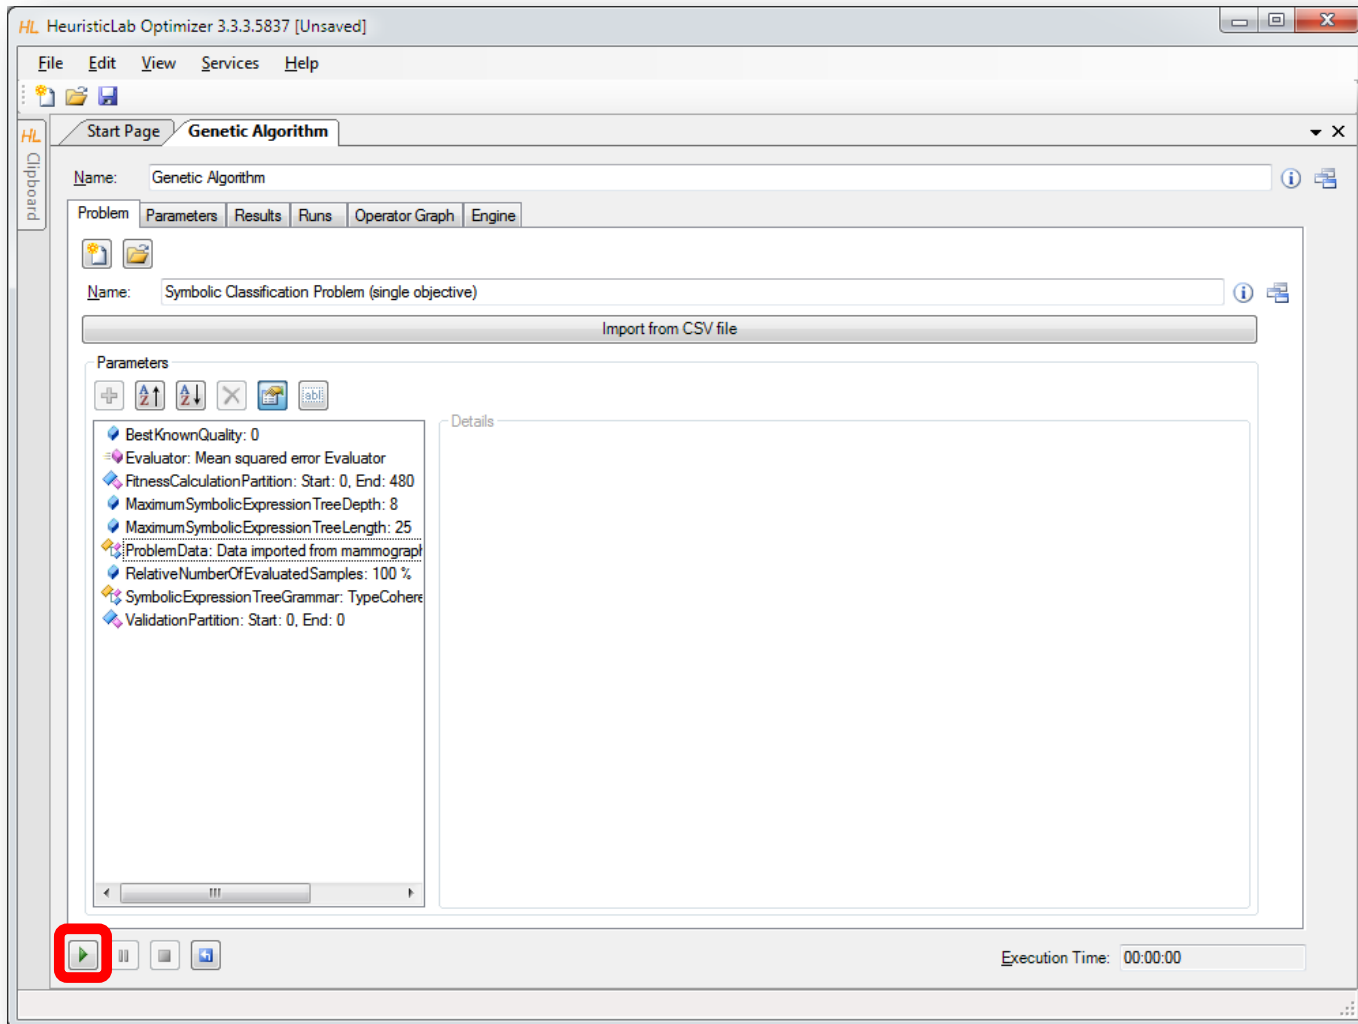 HL HeuristicLab Optimizer 3.3.3.5837 [Unsaved]
File Edit View Services Help
HL Clipboard
Start Page Genetic Algorithm
Name: Genetic Algorithm
Problem Parameters Results Runs Operator Graph Engine
Name: Symbolic Classification Problem (single objective)
Import from CSV file
Parameters
Details
BestKnownQuality: 0
Evaluator: Mean squared error Evaluator
FitnessCalculationPartition: Start: 0, End: 480
MaximumSymbolicExpressionTreeDepth: 8
MaximumSymbolicExpressionTreeLength: 25
ProblemData: Data imported from mammograph
RelativeNumberOfEvaluatedSamples: 100 %
SymbolicExpressionTreeGrammar: TypeCohere
ValidationPartition: Start: 0, End: 0
Execution Time: 00:00:00